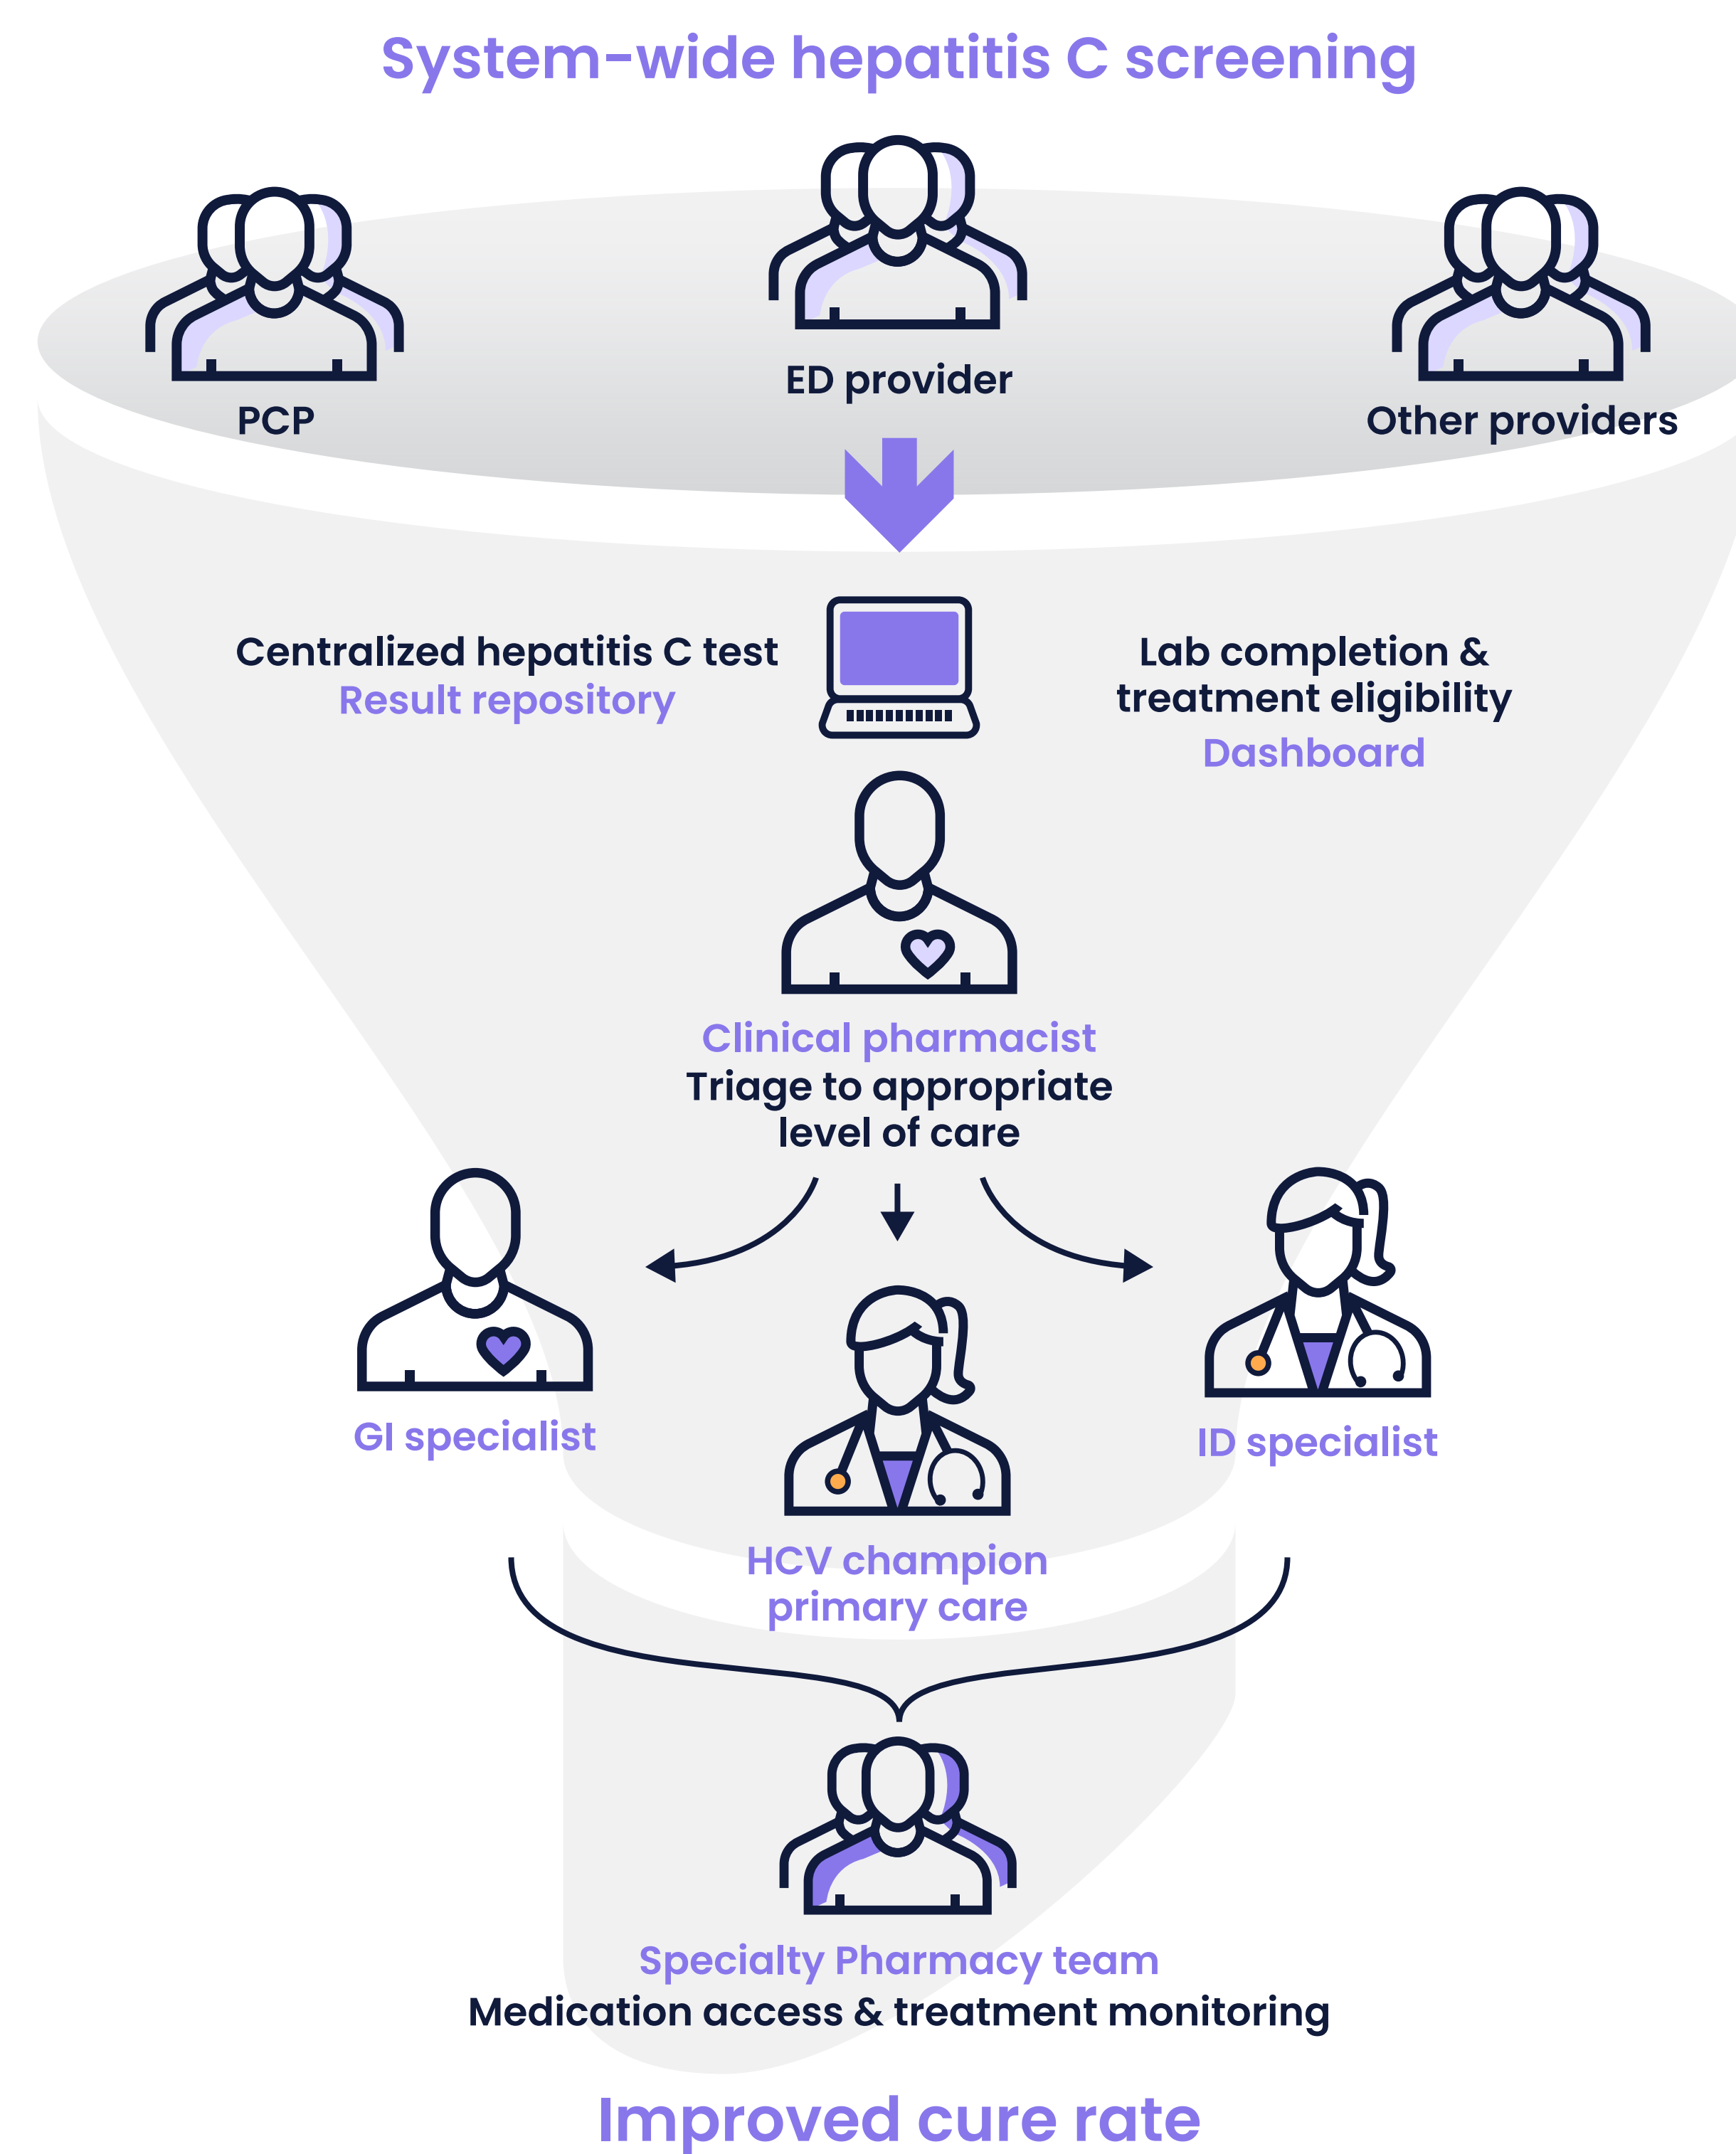 System-wide hepatitis C screening
PCP
ED provider
Other providers
Centralized hepatitis C test
Result repository
Lab completion &
treatment eligibility
Dashboard
Clinical pharmacist
Triage to appropriate
level of care
GI specialist
HCV champion
primary care
ID specialist
Specialty Pharmacy team
Medication access & treatment monitoring
Improved cure rate